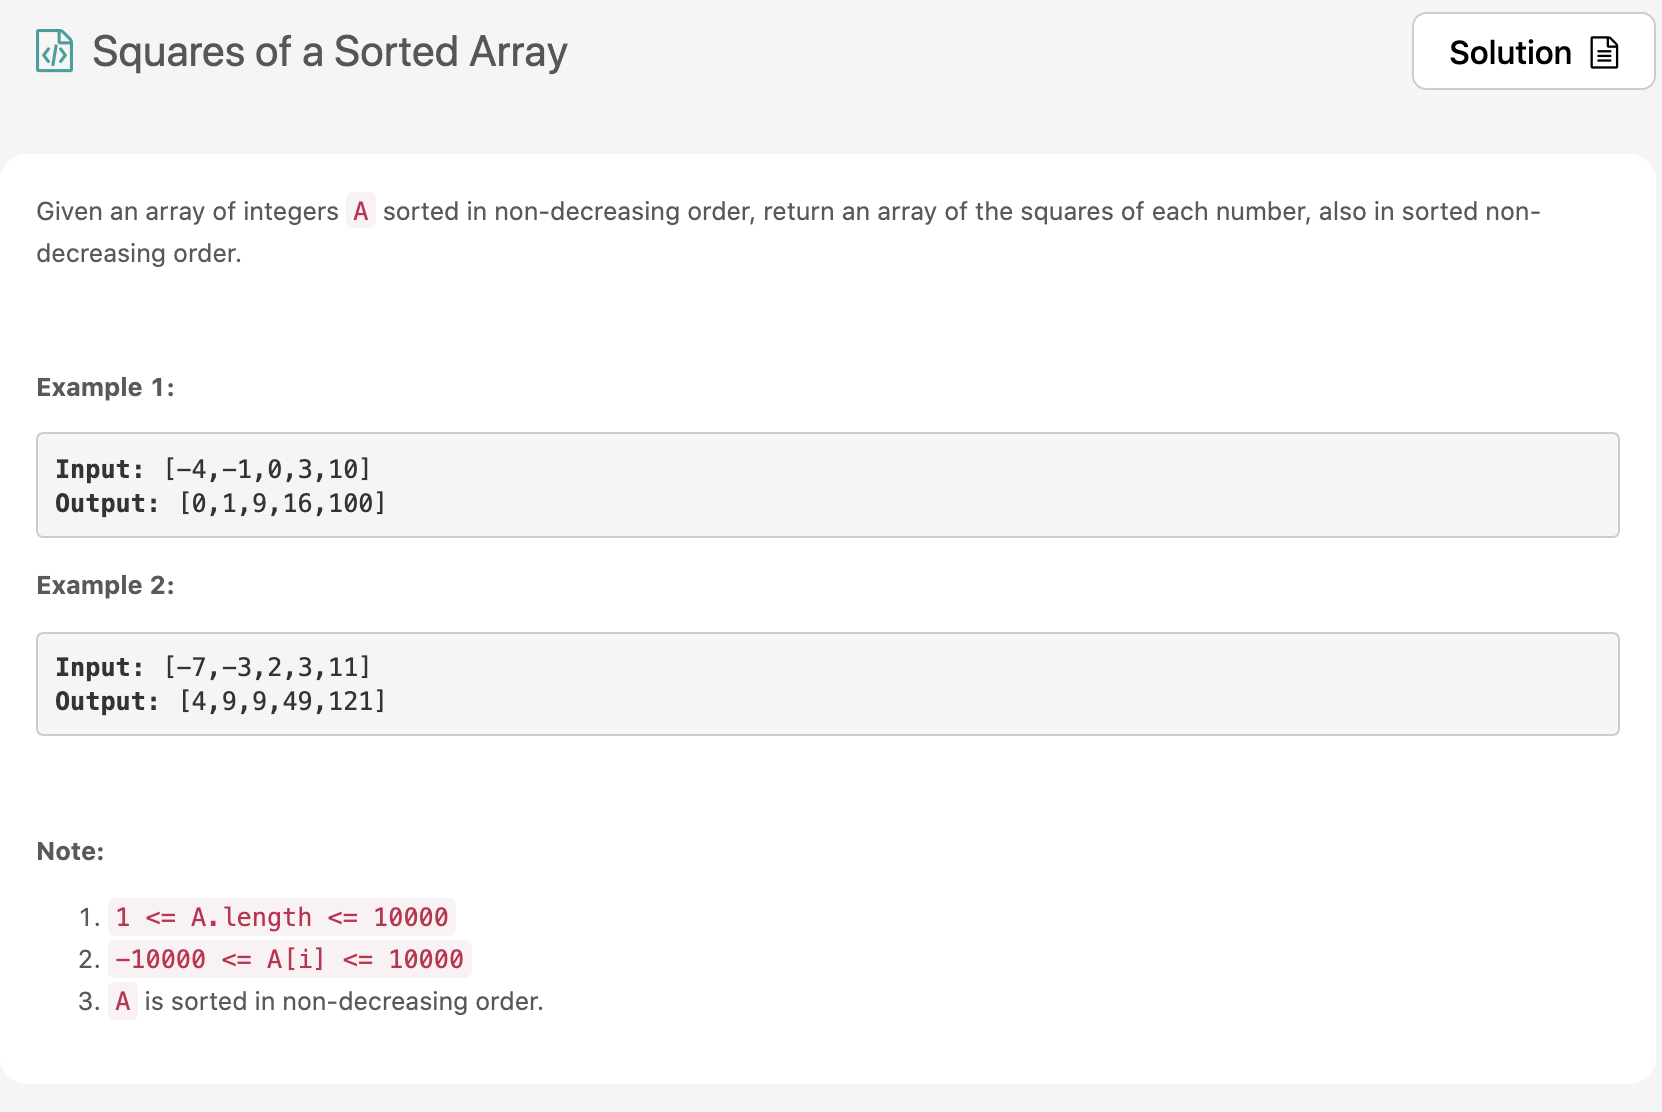 Squares of a Sorted Array
Solution
Given an array of integers A sorted in non-decreasing order, return an array of the squares of each number, also in sorted non-
decreasing order.
Example 1:
Input: [-4,-1,0,3,10]
Output: [0,1,9,16,100]
Example 2:
Input: [-7,-3,2,3,11]
Output: [4,9,9,49,121]
Note:
1. 1 <= A.length <= 10000
2. -10000 <= A[i] <= 10000
3. A is sorted in non-decreasing order.